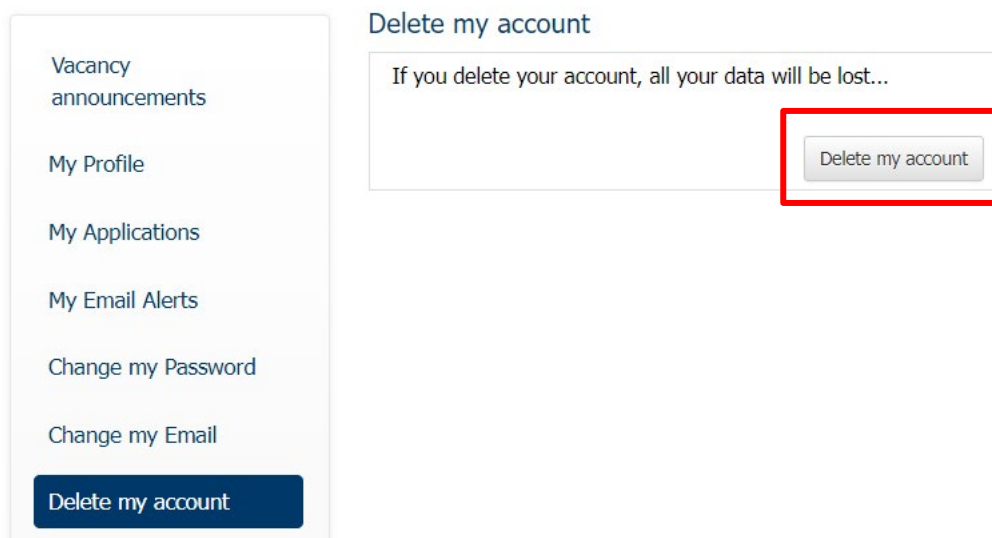 Delete my account
If you delete your account, all your data will be lost...
Delete my account
Vacancy
announcements
My Profile
My Applications
My Email Alerts
Change my Password
Change my Email
Delete my account